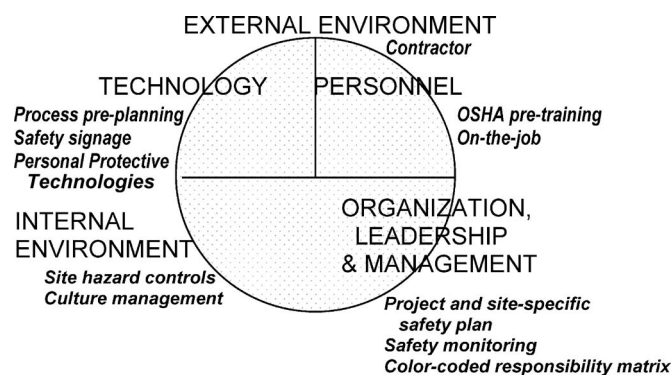 EXTERNAL ENVIRONMENT
Contractor
TECHNOLOGY
Process pre-planning
Safety signage
Personal Protective
Technologies
PERSONNEL
OSHA pre-training
On-the-job
INTERNAL
ENVIRONMENT
Site hazard controls
Culture management
ORGANIZATION,
LEADERSHIP
& MANAGEMENT
Project and site-specific
safety plan
Safety monitoring
Color-coded responsibility matrix